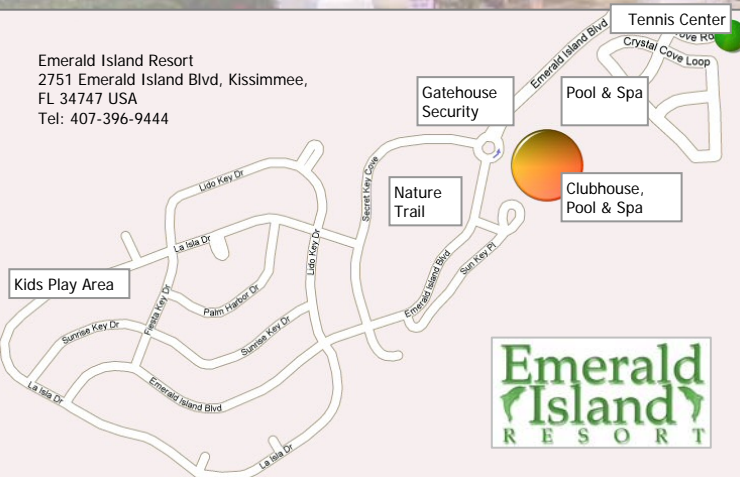 Emerald Island Resort
2751 Emerald Island Blvd, Kissimmee,
FL 34747 USA
Tel: 407-396-9444
Tennis Center
Cove Rd
Crystal Cove Loop
Emerald Island Blvd
Gatehouse
Security
Pool & Spa
Clubhouse,
Pool & Spa
Nature
Trail
Secret Key Cove
Lido Key Dr
La Isla Dr
Lido Key Dr
Emerald Island Blvd
Sun Key Pl
Kids Play Area
Fiesta Key Dr
Palm Harbor Dr
Sunrise Key Dr
Sunrise Key Dr
La Isla Dr
Emerald Island Blvd
La Isla Dr
Emerald
Island
RESORT